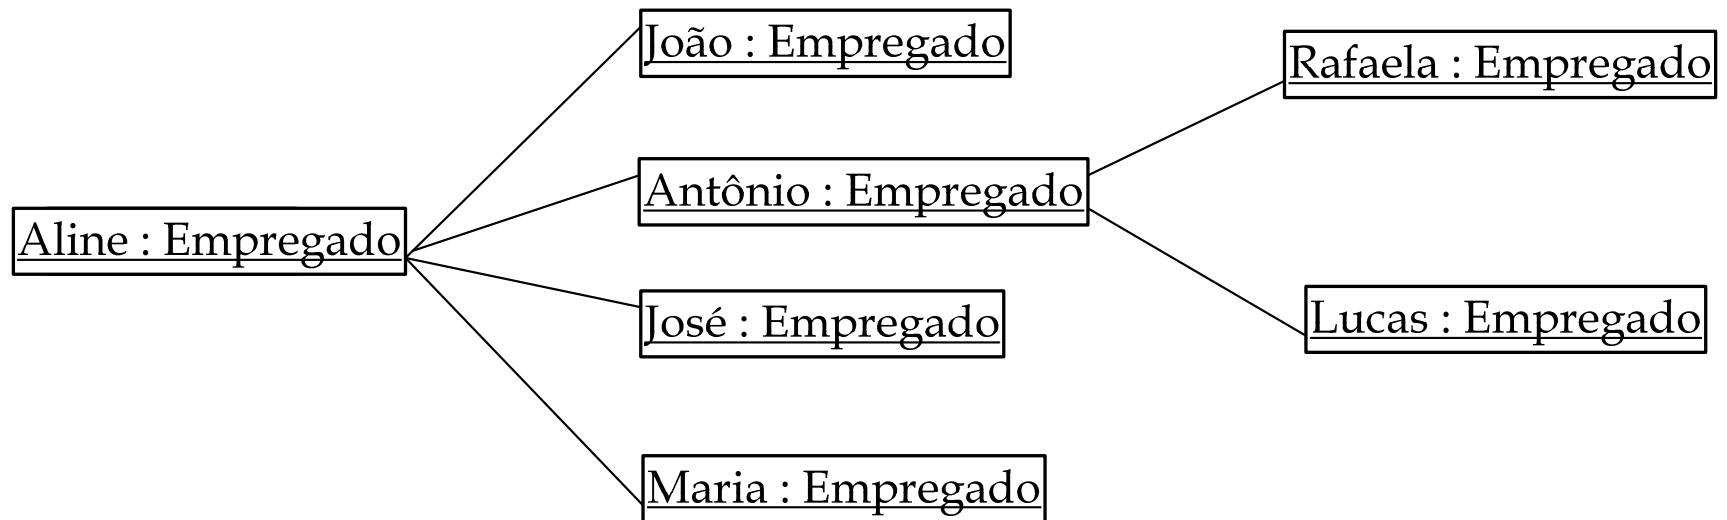 João : Empregado
Rafaela : Empregado
Antônio : Empregado
Aline : Empregado
José : Empregado
Lucas : Empregado
Maria : Empregado